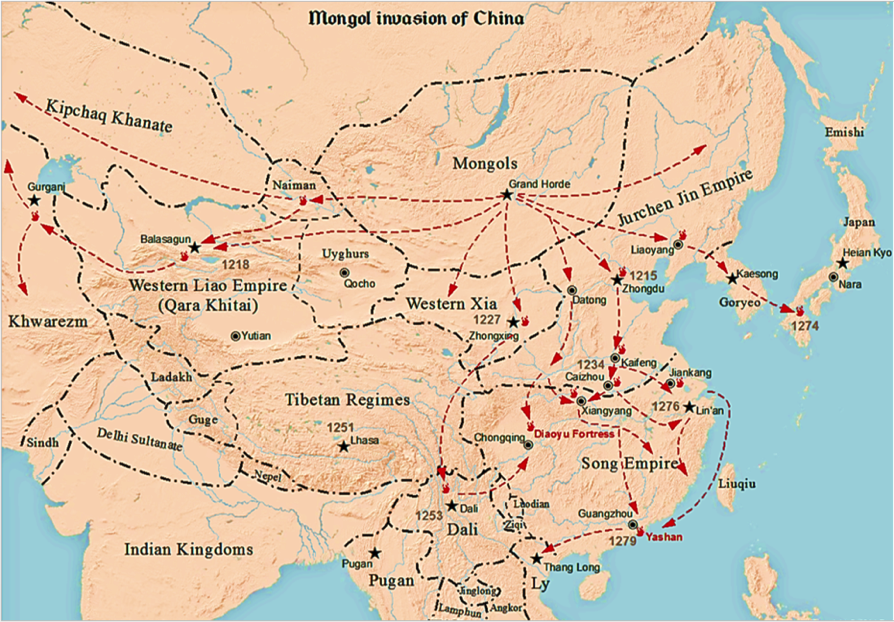 Mongol invasion of China
Kipchaq Khanate
Emishi
Mongols
Naiman
Grand Horde
Gurganj
Jurchen Jin Empire
Japan
Balasagun
1218
Liaoyang
Heian Kyo
Uyghurs
Qocho
Kaesong
Nara
Western Liao Empire
(Qara Khitai)
1215
Zhongdu
Datong
Goryeo
Western Xia
Khwarezm
1227
Zhongxing
1274
Yutian
1234
Kaifeng
Ladakh
Caizhou
Jiankang
Tibetan Regimes
Xiangyang
1276
Lin'an
Guge
1251
Lhasa
Diaoyu Fortress
Sindh
Delhi Sultanate
Chongqing
Song Empire
Nepel
Liuqiu
Luodian
Dali
1253
Guangzhou
Ziqi
Dali
1279
Yashan
Indian Kingdoms
Pugan
Thang Long
Pugan
Ly
Jinglong
Lamphun
Angkor